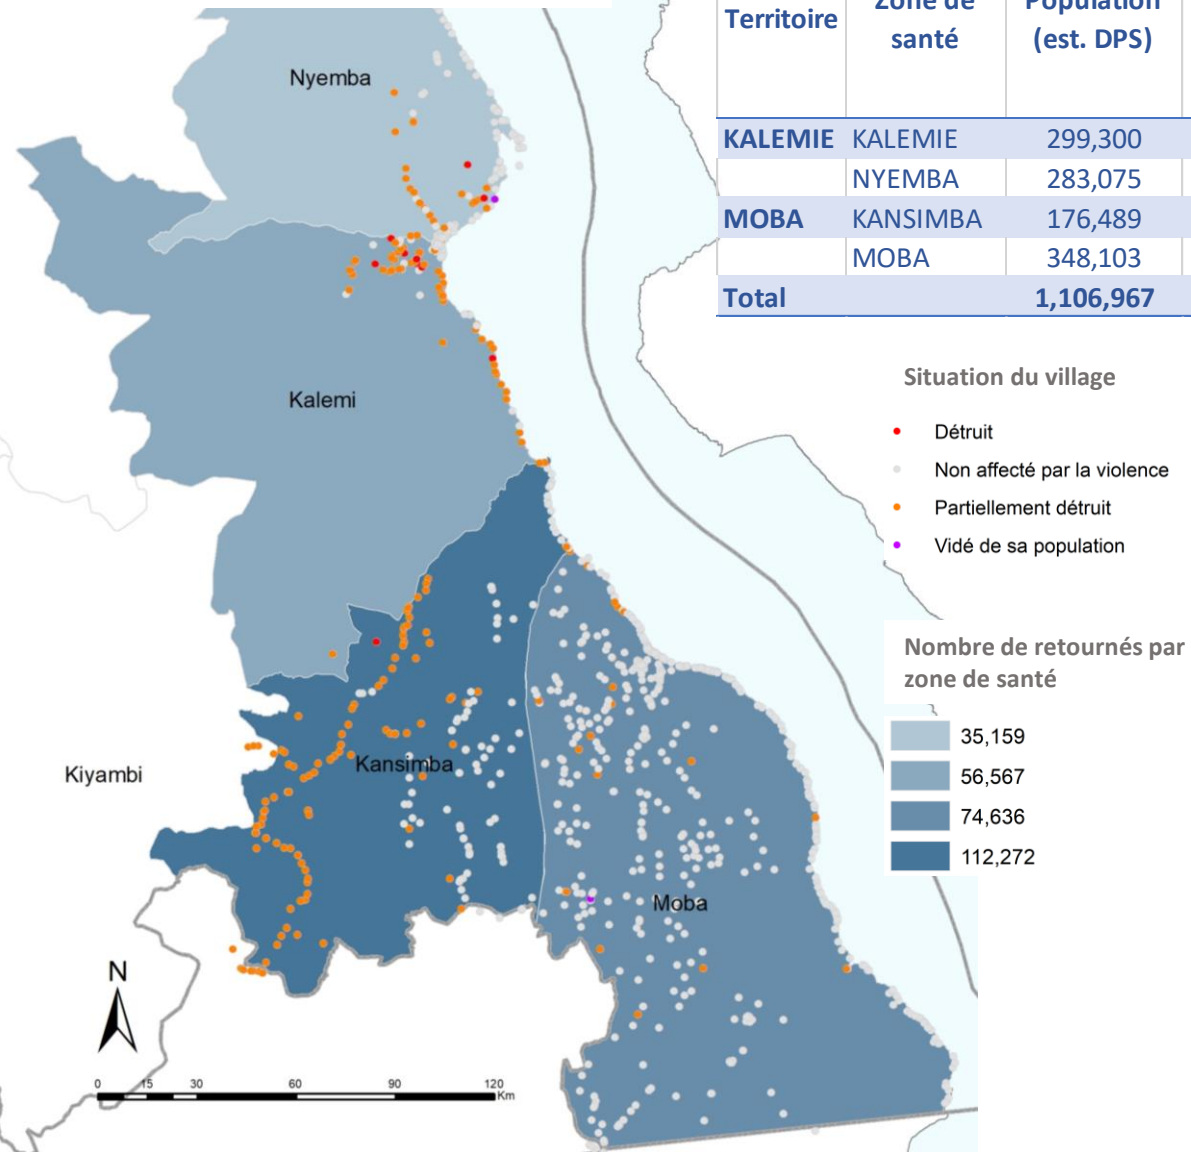 Territoire
Zone de santé
Population (est. DPS)
KALEMIE KALEMIE 299,300
NYEMBA 283,075
MOBA KANSIMBA 176,489
MOBA 348,103
Total 1,106,967
Nyemba
Kalemi
Kansimba
Kiyambi
Moba
Situation du village
Détruit
Non affecté par la violence
Partiellement détruit
Vidé de sa population
Nombre de retournés par
zone de santé
35,159
56,567
74,636
112,272
N
0 15 30 60 90 120
Km